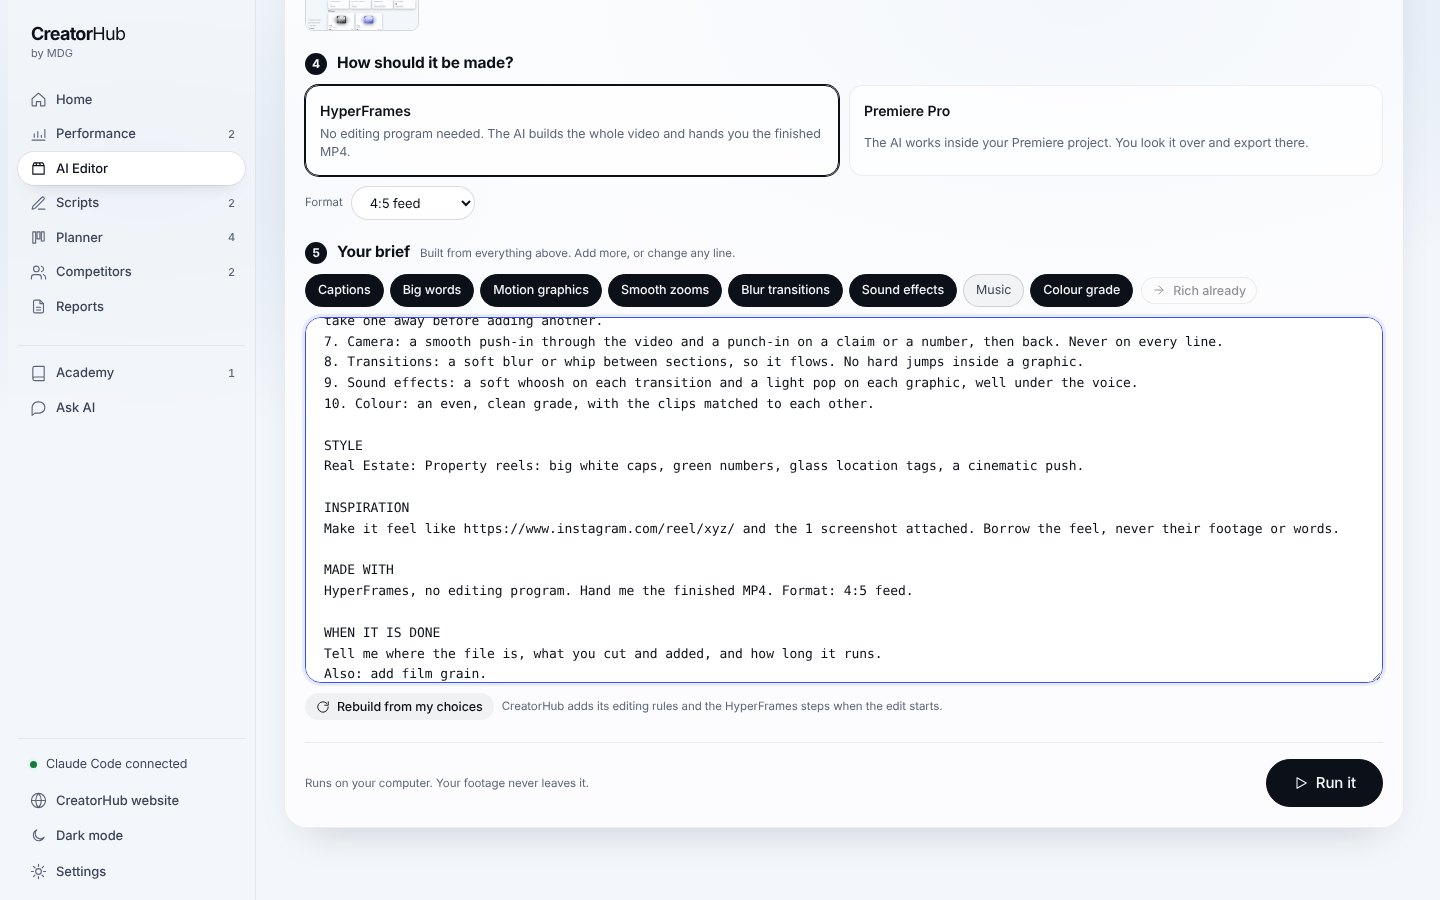 CreatorHub
by MDG
Home
Performance 2
AI Editor
Scripts 2
Planner 4
Competitors 2
Reports
Academy 1
Ask AI
Claude Code connected
CreatorHub website
Dark mode
Settings
4 How should it be made?
HyperFrames
No editing program needed. The AI builds the whole video and hands you the finished
MP4.
Premiere Pro
The AI works inside your Premiere project. You look it over and export there.
Format 4:5 feed
5 Your brief Built from everything above. Add more, or change any line.
Captions Big words Motion graphics Smooth zooms Blur transitions Sound effects Music Colour grade → Rich already
take one away before adding another.
7. Camera: a smooth push-in through the video and a punch-in on a claim or a number, then back. Never on every line.
8. Transitions: a soft blur or whip between sections, so it flows. No hard jumps inside a graphic.
9. Sound effects: a soft whoosh on each transition and a light pop on each graphic, well under the voice.
10. Colour: an even, clean grade, with the clips matched to each other.
STYLE
Real Estate: Property reels: big white caps, green numbers, glass location tags, a cinematic push.
INSPIRATION
Make it feel like https://www.instagram.com/reel/xyz/ and the 1 screenshot attached. Borrow the feel, never their footage or words.
MADE WITH
HyperFrames, no editing program. Hand me the finished MP4. Format: 4:5 feed.
WHEN IT IS DONE
Tell me where the file is, what you cut and added, and how long it runs.
Also: add film grain.
Rebuild from my choices CreatorHub adds its editing rules and the HyperFrames steps when the edit starts.
Runs on your computer. Your footage never leaves it.
Run it